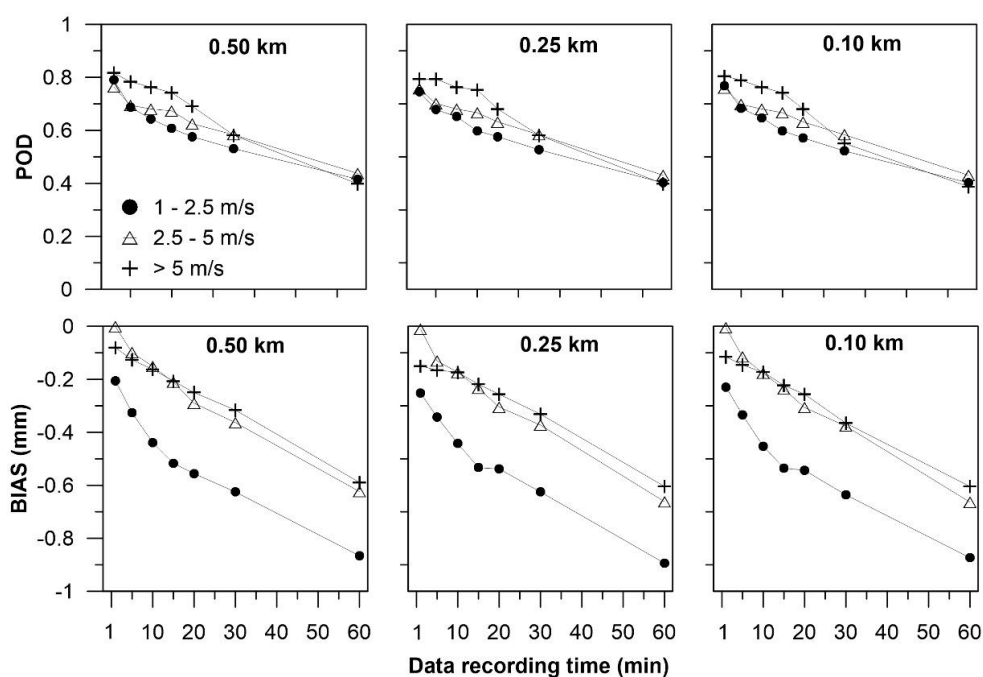 0.50 km 0.25 km 0.10 km
POD
1
0.8
0.6
0.4
0.2
0
1 - 2.5 m/s
2.5 - 5 m/s
> 5 m/s
0.50 km 0.25 km 0.10 km
BIAS (mm)
0
-0.2
-0.4
-0.6
-0.8
-1
1 10 20 30 40 50 60 1 10 20 30 40 50 60 1 10 20 30 40 50 60
Data recording time (min)